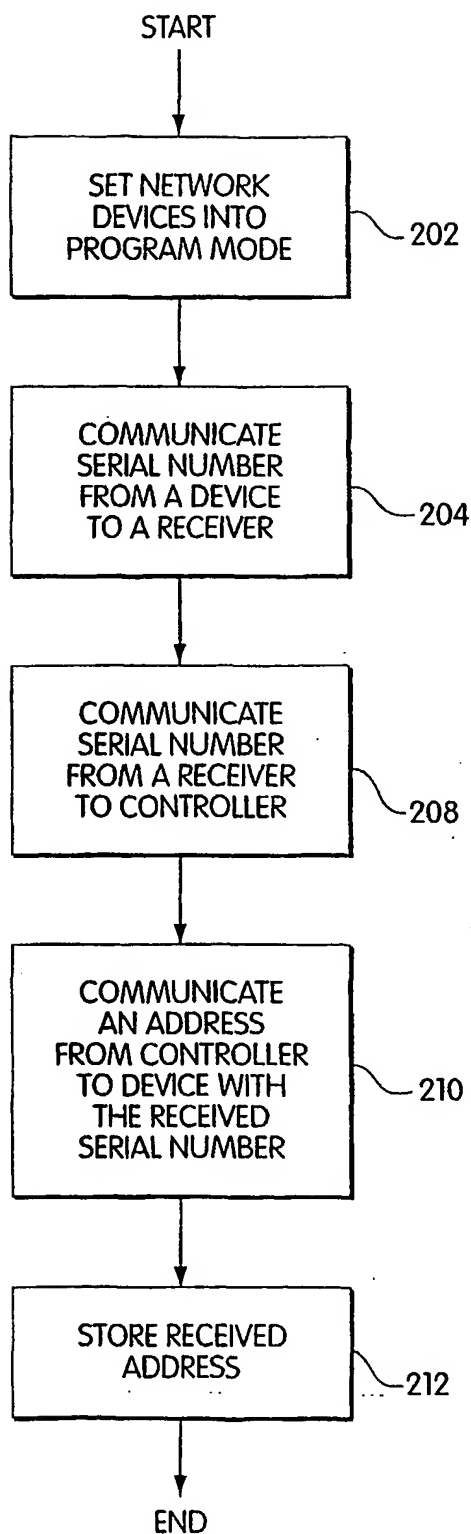 START
SET NETWORK
DEVICES INTO
PROGRAM MODE
202
COMMUNICATE
SERIAL NUMBER
FROM A DEVICE
TO A RECEIVER
204
COMMUNICATE
SERIAL NUMBER
FROM A RECEIVER
TO CONTROLLER
208
COMMUNICATE
AN ADDRESS
FROM CONTROLLER
TO DEVICE WITH
THE RECEIVED
SERIAL NUMBER
210
STORE RECEIVED
ADDRESS
212
END